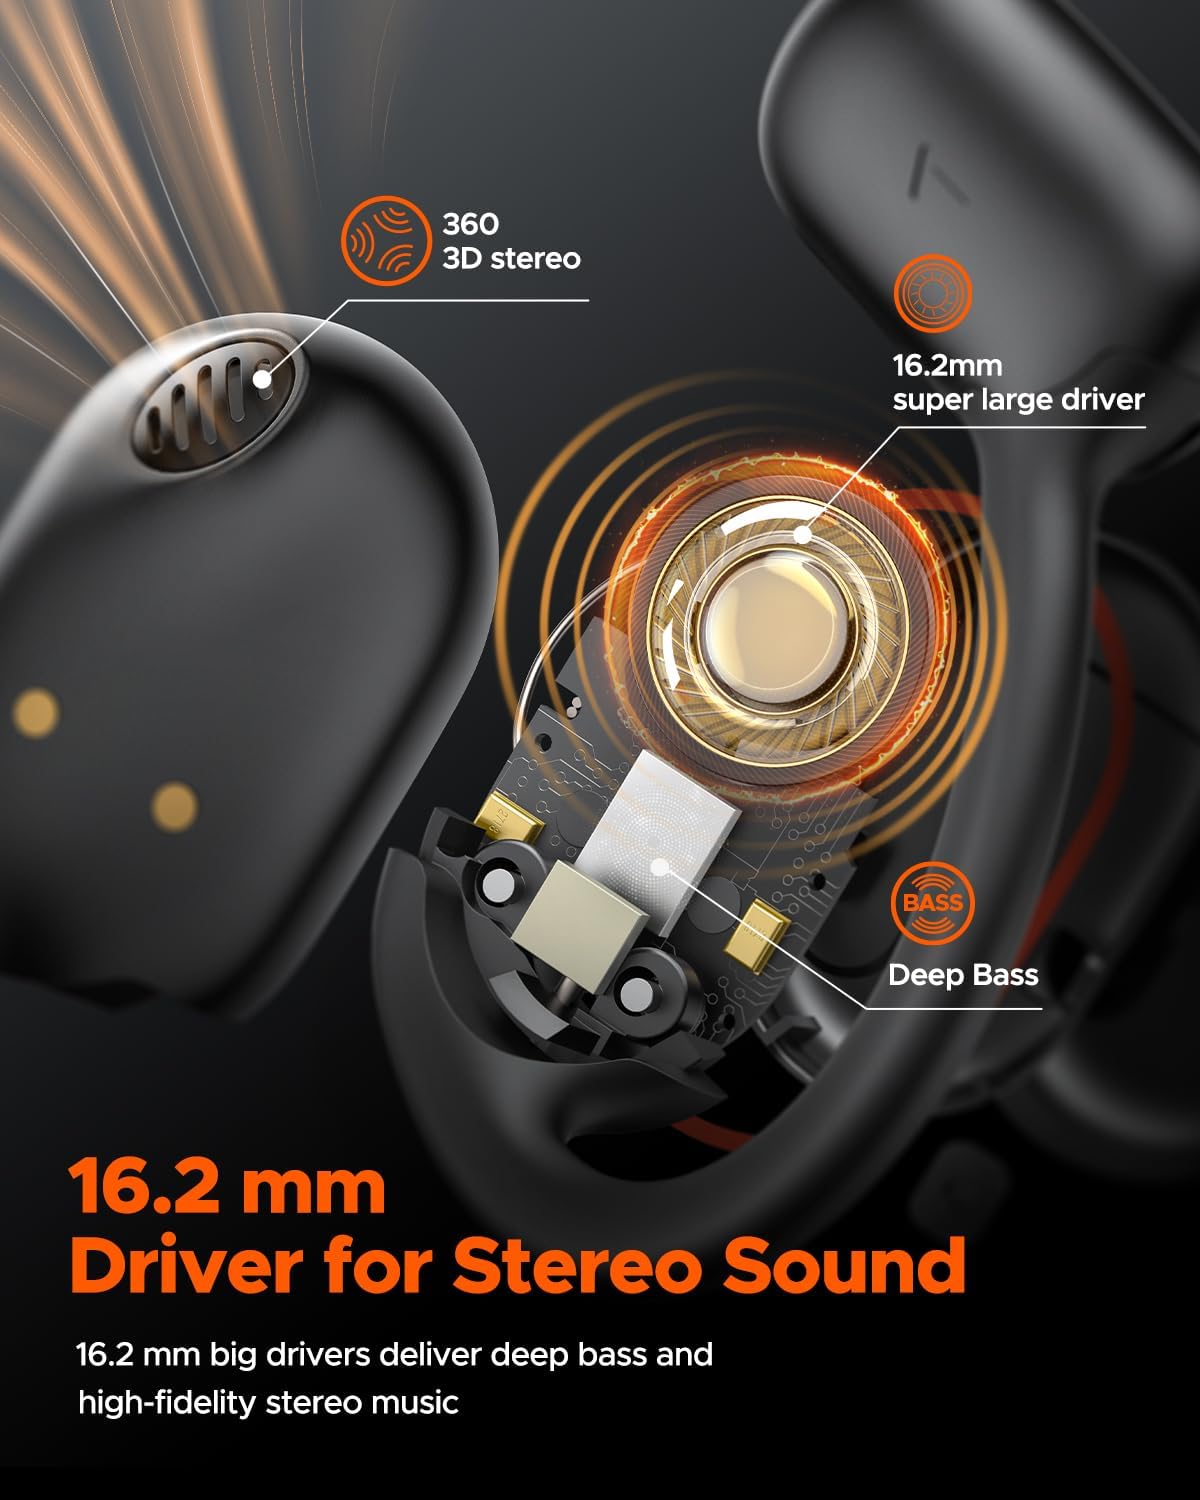 360
3D stereo
16.2mm
super large driver
BASS
Deep Bass
16.2 mm
Driver for Stereo Sound
16.2 mm big drivers deliver deep bass and
high-fidelity stereo music